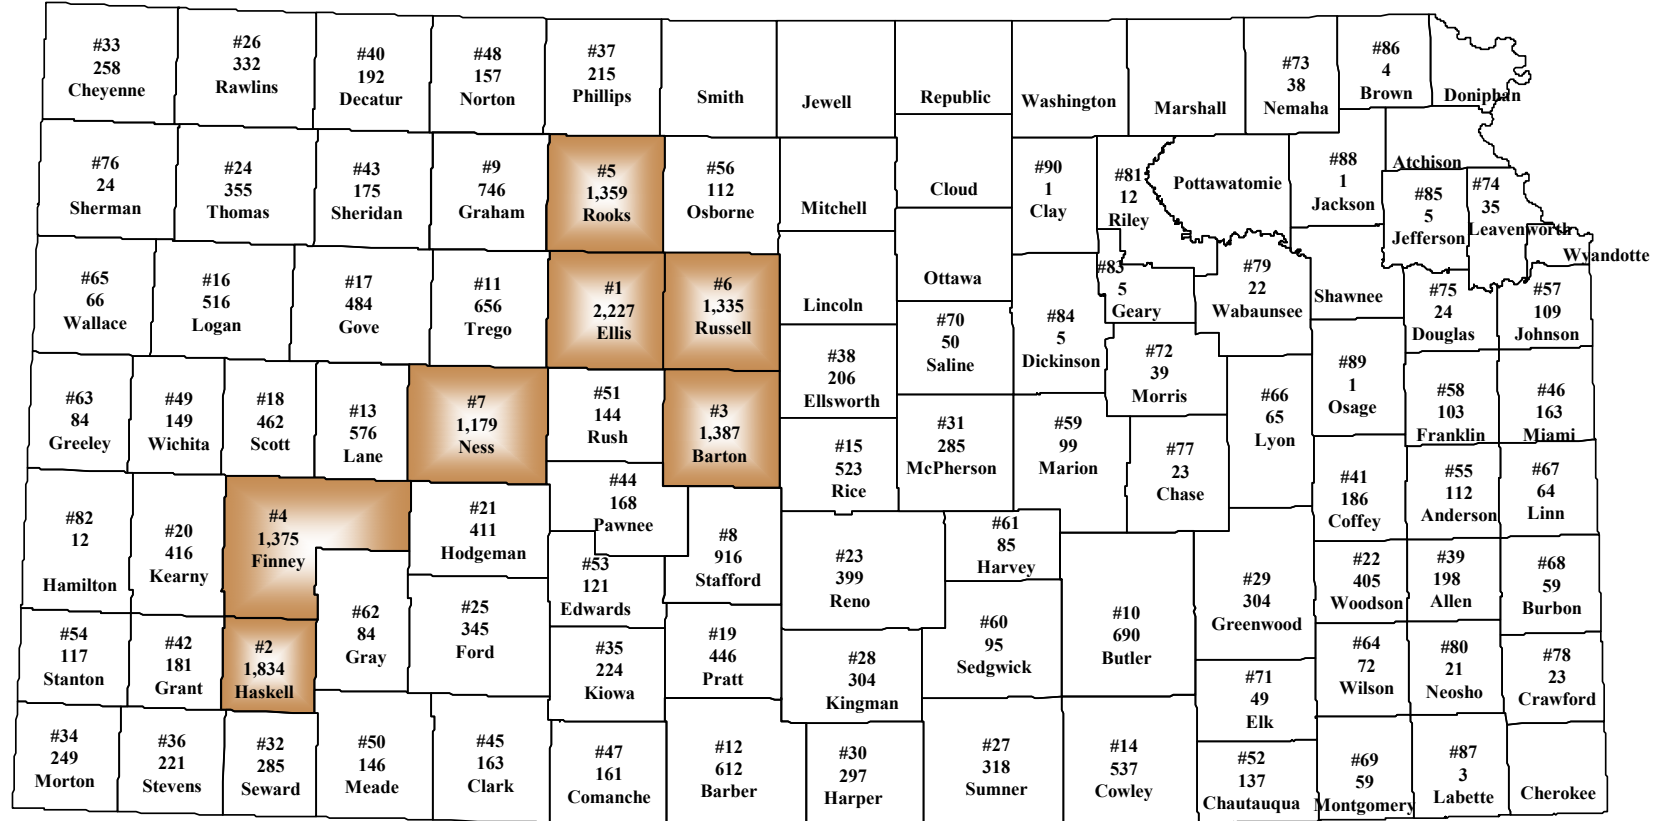 #33
258
Cheyenne
#26
332
Rawlins
#40
192
Decatur
#48
157
Norton
#37
215
Phillips
Smith
Jewell
Republic
Washington
Marshall
#73
38
Nemaha
#86
4
Brown
Doniphan
#76
24
Sherman
#24
355
Thomas
#43
175
Sheridan
#9
746
Graham
#5
1,359
Rooks
#56
112
Osborne
Mitchell
Cloud
#90
1
Clay
#81
12
Riley
Pottawatomie
#88
1
Jackson
Atchison
#85
5
Jefferson
#74
35
Leavenworth
Wyandotte
#65
66
Wallace
#16
516
Logan
#17
484
Gove
#11
656
Trego
#1
2,227
Ellis
#6
1,335
Russell
Lincoln
Ottawa
#70
50
Saline
#84
5
Dickinson
#83
5
Geary
#79
22
Wabaunsee
Shawnee
#75
24
Douglas
#57
109
Johnson
#63
84
Greeley
#49
149
Wichita
#18
462
Scott
#13
576
Lane
#7
1,179
Ness
#51
144
Rush
#3
1,387
Barton
#38
206
Ellsworth
#15
523
Rice
#31
285
McPherson
#59
99
Marion
#72
39
Morris
#77
23
Chase
#66
65
Lyon
#89
1
Osage
#58
103
Franklin
#46
163
Miami
#82
12
Hamilton
#20
416
Kearny
#4
1,375
Finney
#21
411
Hodgeman
#44
168
Pawnee
#53
121
Edwards
#8
916
Stafford
#23
399
Reno
#61
85
Harvey
#41
186
Coffey
#55
112
Anderson
#67
64
Linn
#54
117
Stanton
#42
181
Grant
#2
1,834
Haskell
#62
84
Gray
#25
345
Ford
#35
224
Kiowa
#19
446
Pratt
#28
304
Kingman
#60
95
Sedgwick
#10
690
Butler
#29
304
Greenwood
#22
405
Woodson
#39
198
Allen
#68
59
Burbon
#71
49
Elk
#64
72
Wilson
#80
21
Neosho
#78
23
Crawford
#34
249
Morton
#36
221
Stevens
#32
285
Seward
#50
146
Meade
#45
163
Clark
#47
161
Comanche
#12
612
Barber
#30
297
Harper
#27
318
Sumner
#14
537
Cowley
#52
137
Chautauqua
#69
59
Montgomery
#87
3
Labette
Cherokee